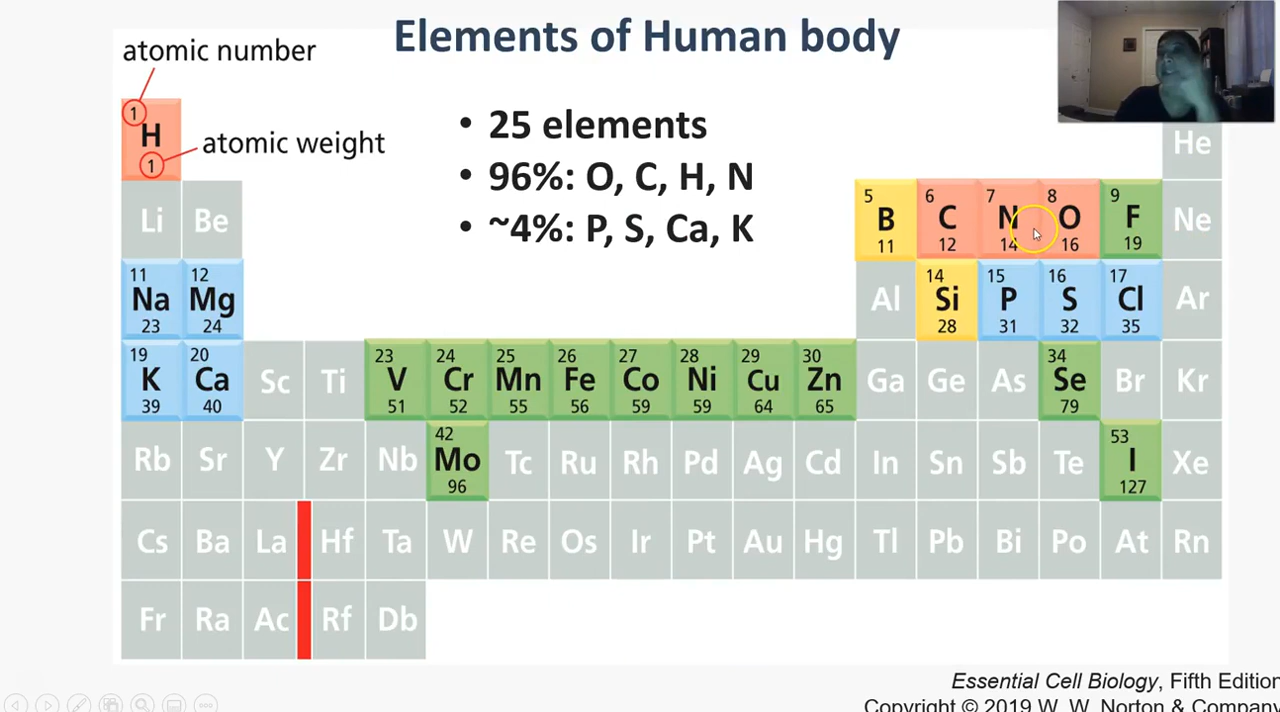 Elements of Human body
atomic number
1
H
1
atomic weight
• 25 elements
• 96%: O, C, H, N
• ~4%: P, S, Ca, K
He
Li Be
5 B 11
6 C 12
7 N 14
8 O 16
9 F 19
Ne
11 Na 23
12 Mg 24
Al
14 Si 28
15 P 31
16 S 32
17 Cl 35
Ar
19 K 39
20 Ca 40
Sc Ti
23 V 51
24 Cr 52
25 Mn 55
26 Fe 56
27 Co 59
28 Ni 59
29 Cu 64
30 Zn 65
Ga Ge As
34 Se 79
Br Kr
Rb Sr Y Zr Nb
42 Mo 96
Tc Ru Rh Pd Ag Cd In Sn Sb Te
53 I 127
Xe
Cs Ba La Hf Ta W Re Os Ir Pt Au Hg Tl Pb Bi Po At Rn
Fr Ra Ac Rf Db
Essential Cell Biology, Fifth Edition
Copyright © 2019 W. W. Norton & Company